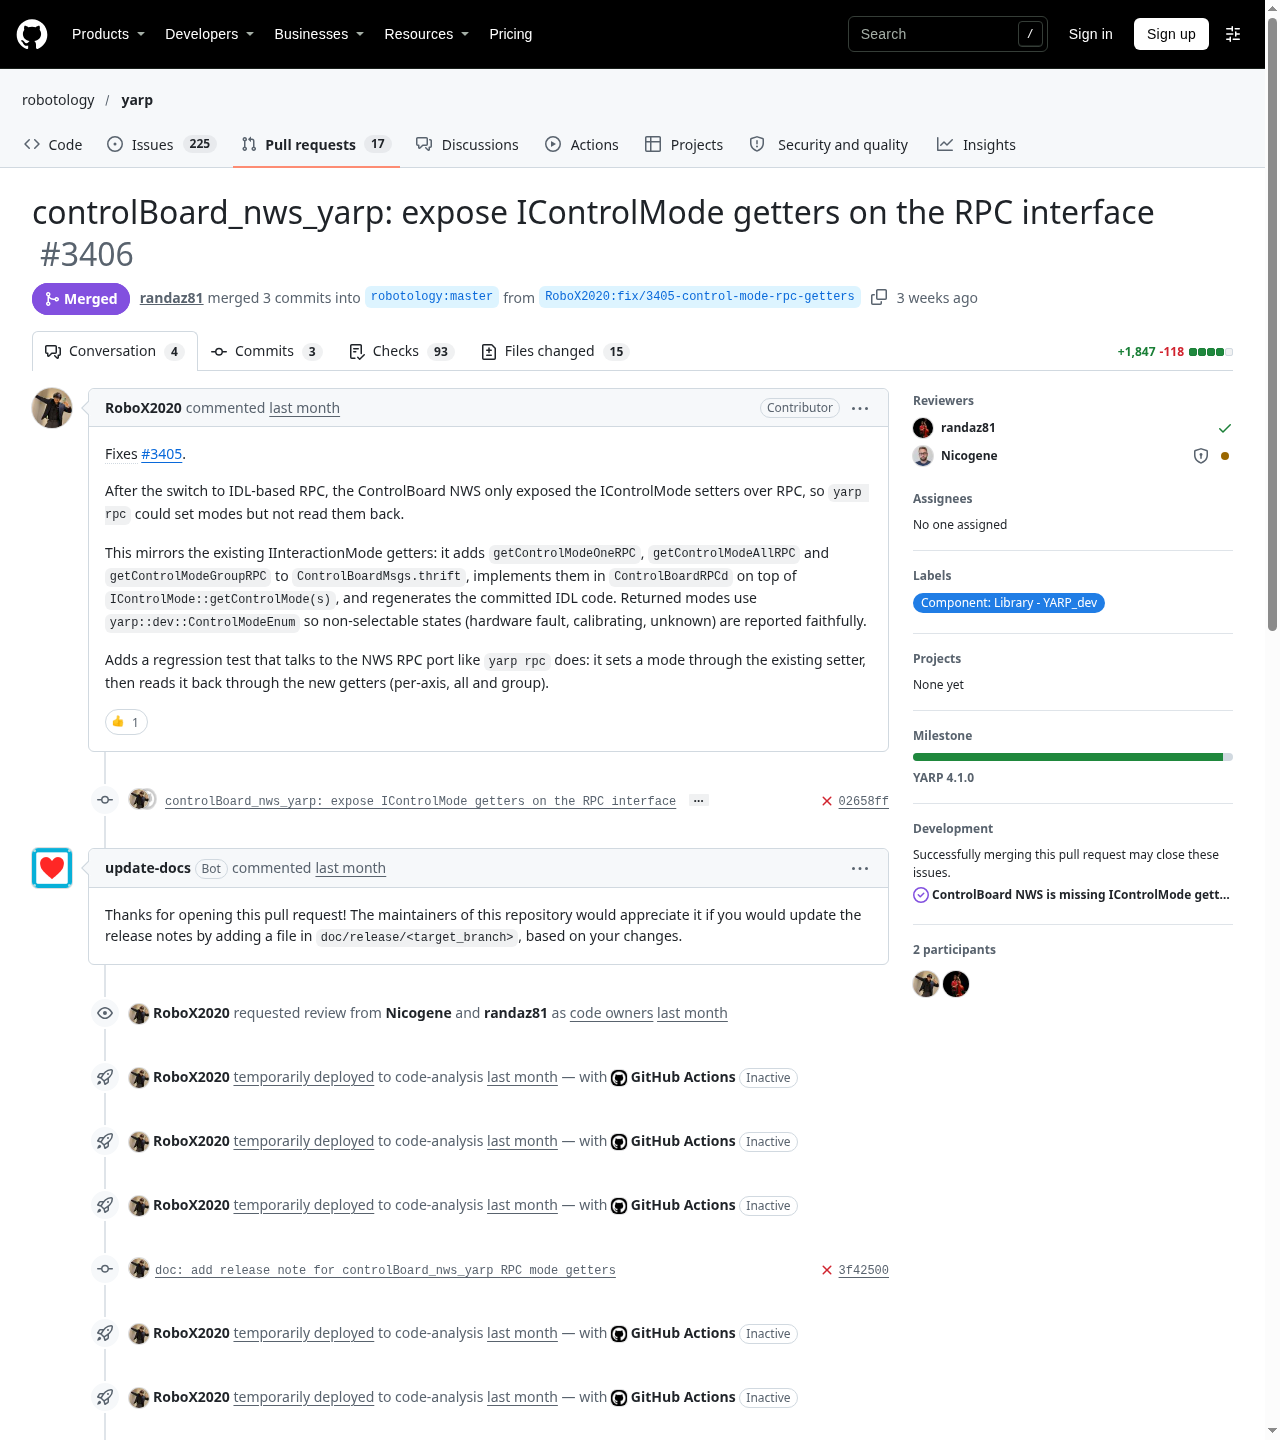 Products Developers Businesses Resources Pricing Search / Sign in Sign up
robotology / yarp
Code Issues 225 Pull requests 17 Discussions Actions Projects Security and quality Insights
controlBoard_nws_yarp: expose IControlMode getters on the RPC interface
#3406
Merged randaz81 merged 3 commits into robotology:master from RoboX2020:fix/3405-control-mode-rpc-getters 3 weeks ago
Conversation 4 Commits 3 Checks 93 Files changed 15 +1,847 -118
RoboX2020 commented last month Contributor
Fixes #3405.
After the switch to IDL-based RPC, the ControlBoard NWS only exposed the IControlMode setters over RPC, so yarp
rpc could set modes but not read them back.
This mirrors the existing IInteractionMode getters: it adds getControlModeOneRPC, getControlModeAllRPC and
getControlModeGroupRPC to ControlBoardMsgs.thrift, implements them in ControlBoardRPCd on top of
IControlMode::getControlMode(s), and regenerates the committed IDL code. Returned modes use
yarp::dev::ControlModeEnum so non-selectable states (hardware fault, calibrating, unknown) are reported faithfully.
Adds a regression test that talks to the NWS RPC port like yarp rpc does: it sets a mode through the existing setter,
then reads it back through the new getters (per-axis, all and group).
👍 1
controlBoard_nws_yarp: expose IControlMode getters on the RPC interface ... 02658ff
update-docs Bot commented last month
Thanks for opening this pull request! The maintainers of this repository would appreciate it if you would update the
release notes by adding a file in doc/release/<target_branch>, based on your changes.
RoboX2020 requested review from Nicogene and randaz81 as code owners last month
RoboX2020 temporarily deployed to code-analysis last month — with GitHub Actions Inactive
RoboX2020 temporarily deployed to code-analysis last month — with GitHub Actions Inactive
RoboX2020 temporarily deployed to code-analysis last month — with GitHub Actions Inactive
doc: add release note for controlBoard_nws_yarp RPC mode getters 3f42500
RoboX2020 temporarily deployed to code-analysis last month — with GitHub Actions Inactive
RoboX2020 temporarily deployed to code-analysis last month — with GitHub Actions Inactive
Reviewers
randaz81
Nicogene
Assignees
No one assigned
Labels
Component: Library - YARP_dev
Projects
None yet
Milestone
YARP 4.1.0
Development
Successfully merging this pull request may close these
issues.
ControlBoard NWS is missing IControlMode gett...
2 participants